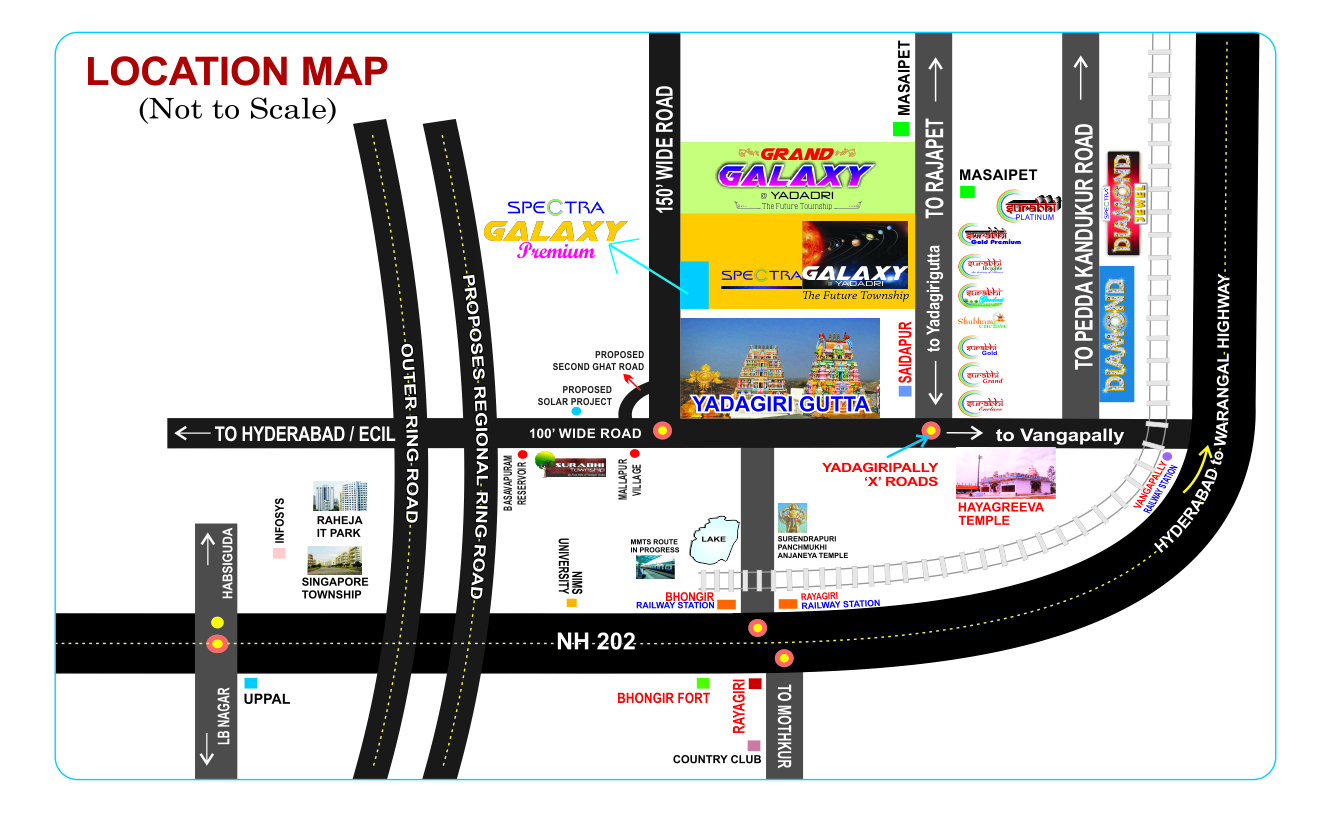 LOCATION MAP
(Not to Scale)
150' WIDE ROAD
MASAIPET
TO RAJAPET
to Yadagirigutta
TO PEDDA KANDUKUR ROAD
GRAND
GALAXY
@ YADADRI
The Future Township
SPECTRA
GALAXY
Premium
SPECTRA
GALAXY
@ YADADRI
The Future Township
MASAIPET
surabhi
PLATINUM
surabhi
Gold Premium
surabhi
Heights
surabhi
Shubham
enclave
surabhi
Gold
surabhi
Grand
surabhi
Enclave
SPECTRA
DIAMOND
JEWEL
DIAMOND
SAIDAPUR
YADAGIRI GUTTA
PROPOSED
SECOND GHAT ROAD
PROPOSED
SOLAR PROJECT
OUTER RING ROAD
PROPOSES REGIONAL RING ROAD
TO HYDERABAD / ECIL
100' WIDE ROAD
to Vangapally
YADAGIRIPALLY
'X' ROADS
HAYAGREEVA
TEMPLE
VANGAPALLY
RAILWAY STATION
HYDERABAD to WARANGAL HIGHWAY
BASAVAPURAM
RESERVOIR
SURABHI
Township
MALLAPUR
VILLAGE
INFOSYS
RAHEJA
IT PARK
SINGAPORE
TOWNSHIP
HABSIGUDA
LB NAGAR
UPPAL
NIMS
UNIVERSITY
MMTS ROUTE
IN PROGRESS
LAKE
SURENDRAPURI
PANCHMUKHI
ANJANEYA TEMPLE
BHONGIR
RAILWAY STATION
RAYAGIRI
RAILWAY STATION
NH 202
BHONGIR FORT
RAYAGIRI
COUNTRY CLUB
TO MOTHKUR